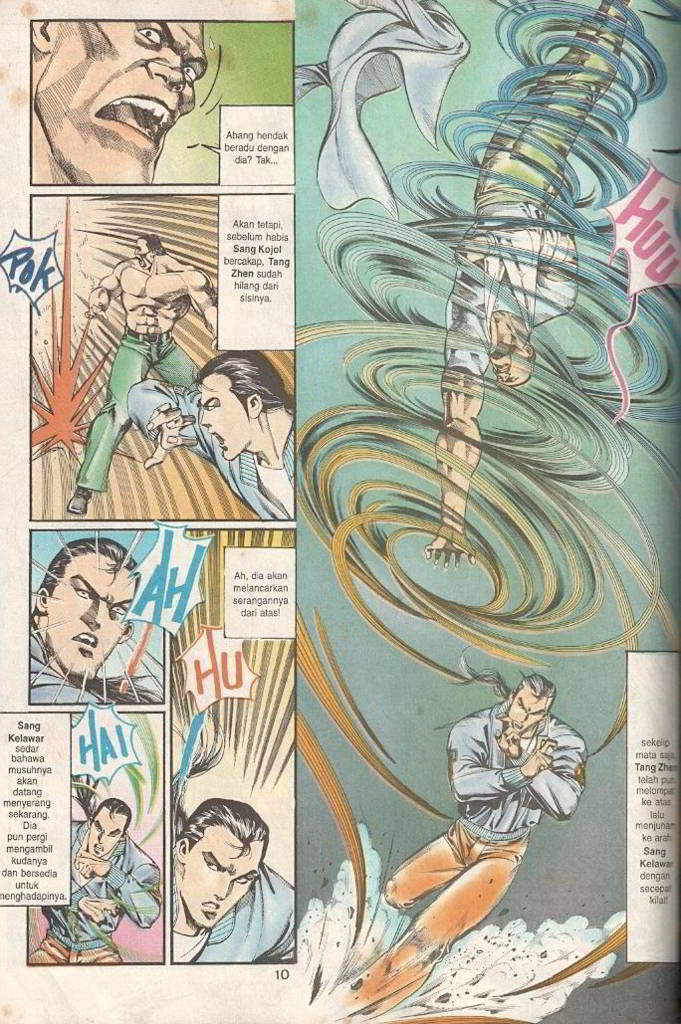 Abang hendak
beradu dengan
dia? Tak...
Akan tetapi,
sebelum habis
Sang Kojol
bercakap, Tang
Zhen sudah
hilang dari
sisinya.
POK
AH
Ah, dia akan
melancarkan
serangannya
dari atas!
HU
Sang
Kelawar
sedar
bahawa
musuhnya
akan
datang
menyerang
sekarang.
Dia
pun pergi
mengambil
kudanya
dan bersedia
untuk
menghadapinya.
HAI
HUU
sekelip
mata saja,
Tang Zhen
telah pun
melompat
ke atas
lalu
menjunam
ke arah
Sang
Kelawar
dengan
secepat
kilat!
10